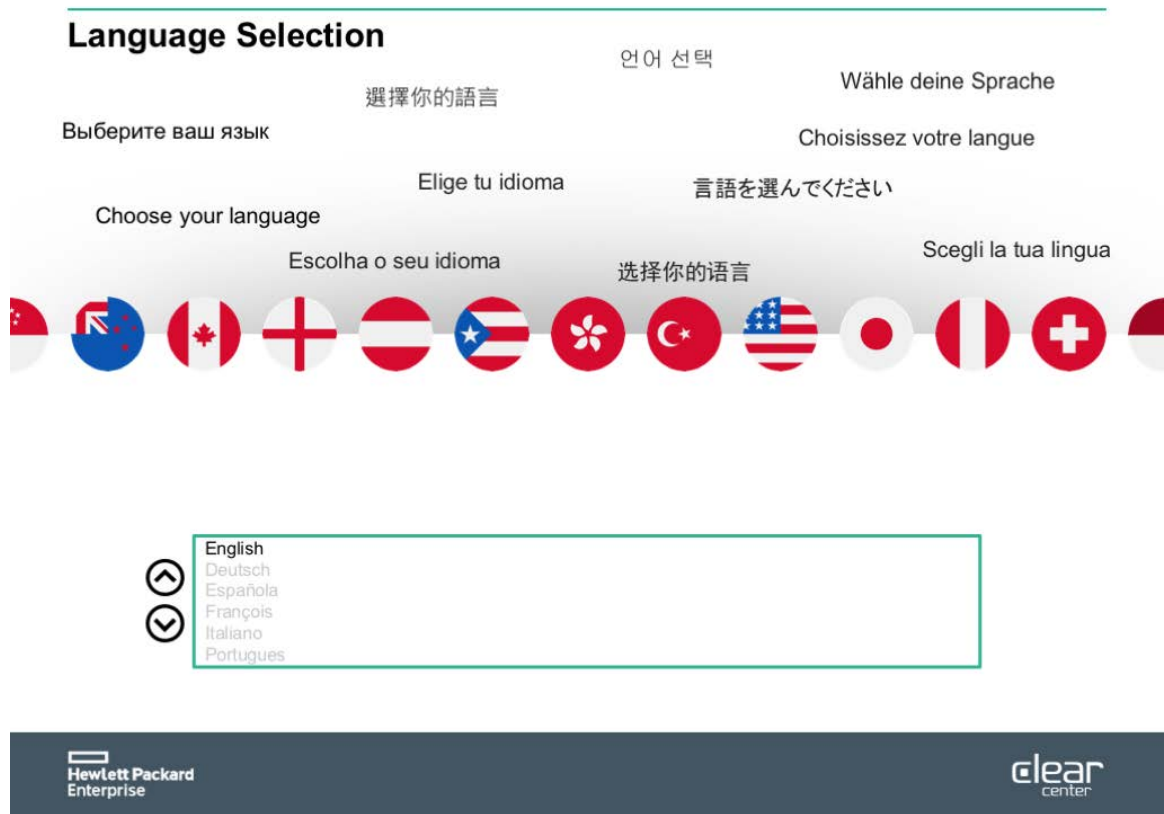 Language Selection
언어 선택
Wähle deine Sprache
選擇你的語言
Выберите ваш язык
Choisissez votre langue
Elige tu idioma
言語を選んでください
Choose your language
Scegli la tua lingua
Escolha o seu idioma
选择你的语言
English
Deutsch
Española
François
Italiano
Portugues
Hewlett Packard
Enterprise
clear
center